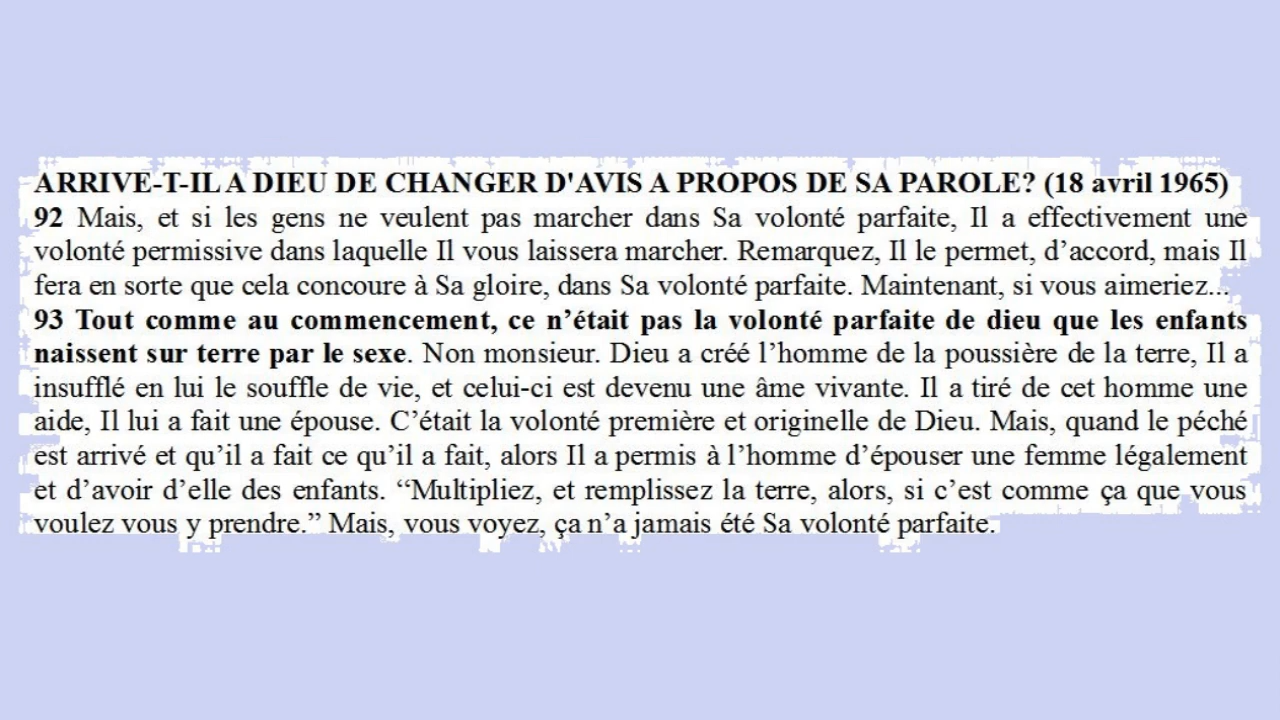 ARRIVE-T-IL A DIEU DE CHANGER D'AVIS A PROPOS DE SA PAROLE? (18 avril 1965)
92 Mais, et si les gens ne veulent pas marcher dans Sa volonté parfaite, Il a effectivement une
volonté permissive dans laquelle Il vous laissera marcher. Remarquez, Il le permet, d’accord, mais Il
fera en sorte que cela concoure à Sa gloire, dans Sa volonté parfaite. Maintenant, si vous aimeriez...
93 Tout comme au commencement, ce n’était pas la volonté parfaite de dieu que les enfants
naissent sur terre par le sexe. Non monsieur. Dieu a créé l’homme de la poussière de la terre, Il a
insufflé en lui le souffle de vie, et celui-ci est devenu une âme vivante. Il a tiré de cet homme une
aide, Il lui a fait une épouse. C’était la volonté première et originelle de Dieu. Mais, quand le péché
est arrivé et qu’il a fait ce qu’il a fait, alors Il a permis à l’homme d’épouser une femme légalement
et d’avoir d’elle des enfants. “Multipliez, et remplissez la terre, alors, si c’est comme ça que vous
voulez vous y prendre.” Mais, vous voyez, ça n’a jamais été Sa volonté parfaite.